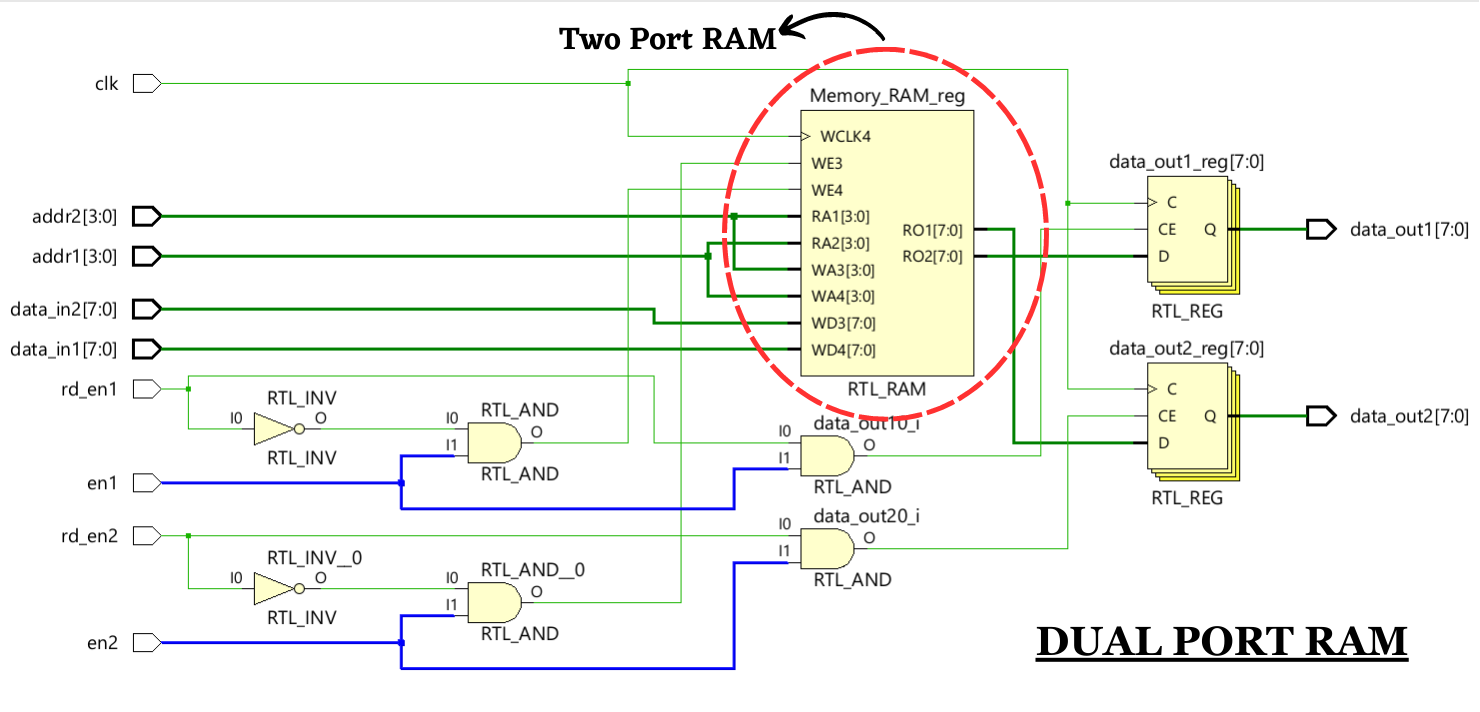 Two Port RAM
clk
Memory_RAM_reg
WCLK4
WE3
WE4
data_out1_reg[7:0]
C
addr2[3:0]
RA1[3:0]
RO1[7:0]
CE
Q
data_out1[7:0]
RA2[3:0]
addr1[3:0]
RO2[7:0]
D
WA3[3:0]
WA4[3:0]
data_in2[7:0]
WD3[7:0]
RTL_REG
data_in1[7:0]
WD4[7:0]
data_out2_reg[7:0]
rd_en1
RTL_RAM
C
RTL_INV
RTL_AND
I0
O
RTL_INV
I0
I1
O
RTL_AND
data_out10_i
I0
I1
O
RTL_AND
CE
Q
data_out2[7:0]
D
RTL_REG
en1
rd_en2
data_out20_i
I0
I1
O
RTL_AND
RTL_INV__0
I0
O
RTL_INV
RTL_AND__0
I0
I1
O
RTL_AND
en2
DUAL PORT RAM